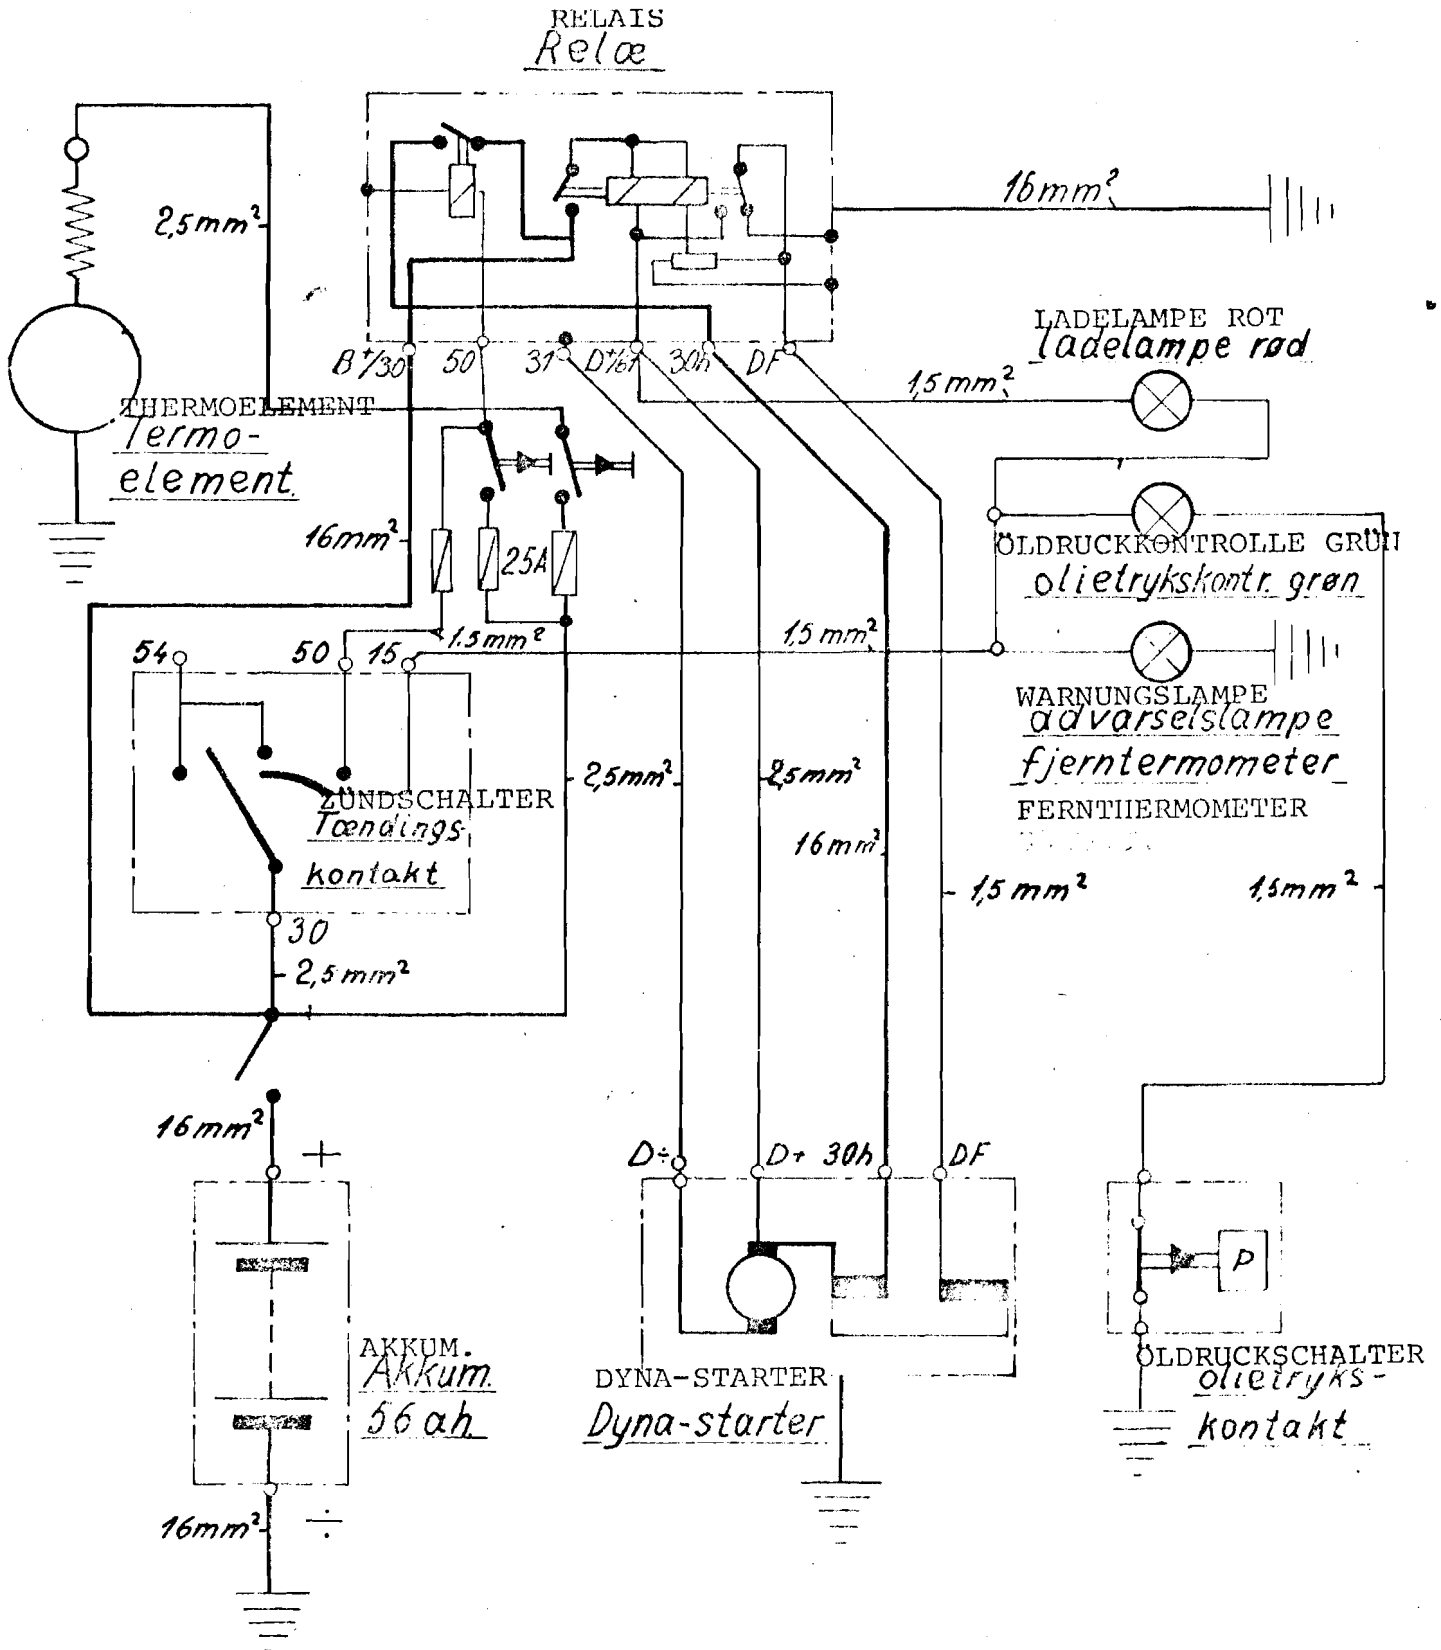 RELAIS
Relæ
16mm²
2,5mm²
LADELAMPE ROT
ladelampe rød
B+/30 50 31 D+/61 30h DF
1,5mm²
THERMOELEMENT
Termo-
element.
16mm²
25A
ÖLDRUCKKONTROLLE GRÜN
olietrykskontr. grøn
1.5mm²
1,5mm²
54 50 15
WARNUNGSLAMPE
advarselslampe
fjerntermometer
FERNTHERMOMETER
2,5mm²
2,5mm²
ZÜNDSCHALTER
Tændings-
kontakt
16mm²
1,5mm²
1,5mm²
30
2,5mm²
16mm²
+
D÷ D+ 30h DF
P
AKKUM.
Akkum.
56 ah.
DYNA-STARTER
Dyna-starter
ÖLDRUCKSCHALTER
olietryks-
kontakt
16mm²
÷